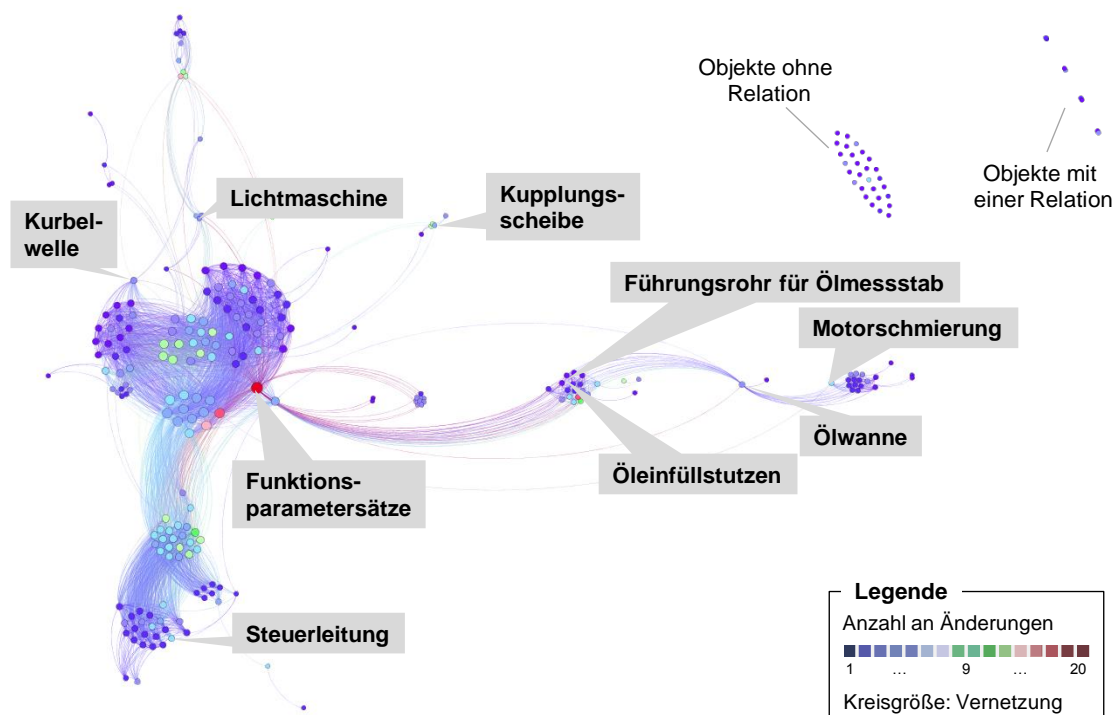 Objekte ohne
Relation
Objekte mit
einer Relation
Lichtmaschine
Kupplungs-
scheibe
Kurbel-
welle
Führungsrohr für Ölmessstab
Motorschmierung
Ölwanne
Öleinfüllstutzen
Funktions-
parametersätze
Steuerleitung
Legende
Anzahl an Änderungen
1 ... 9 ... 20
Kreisgröße: Vernetzung